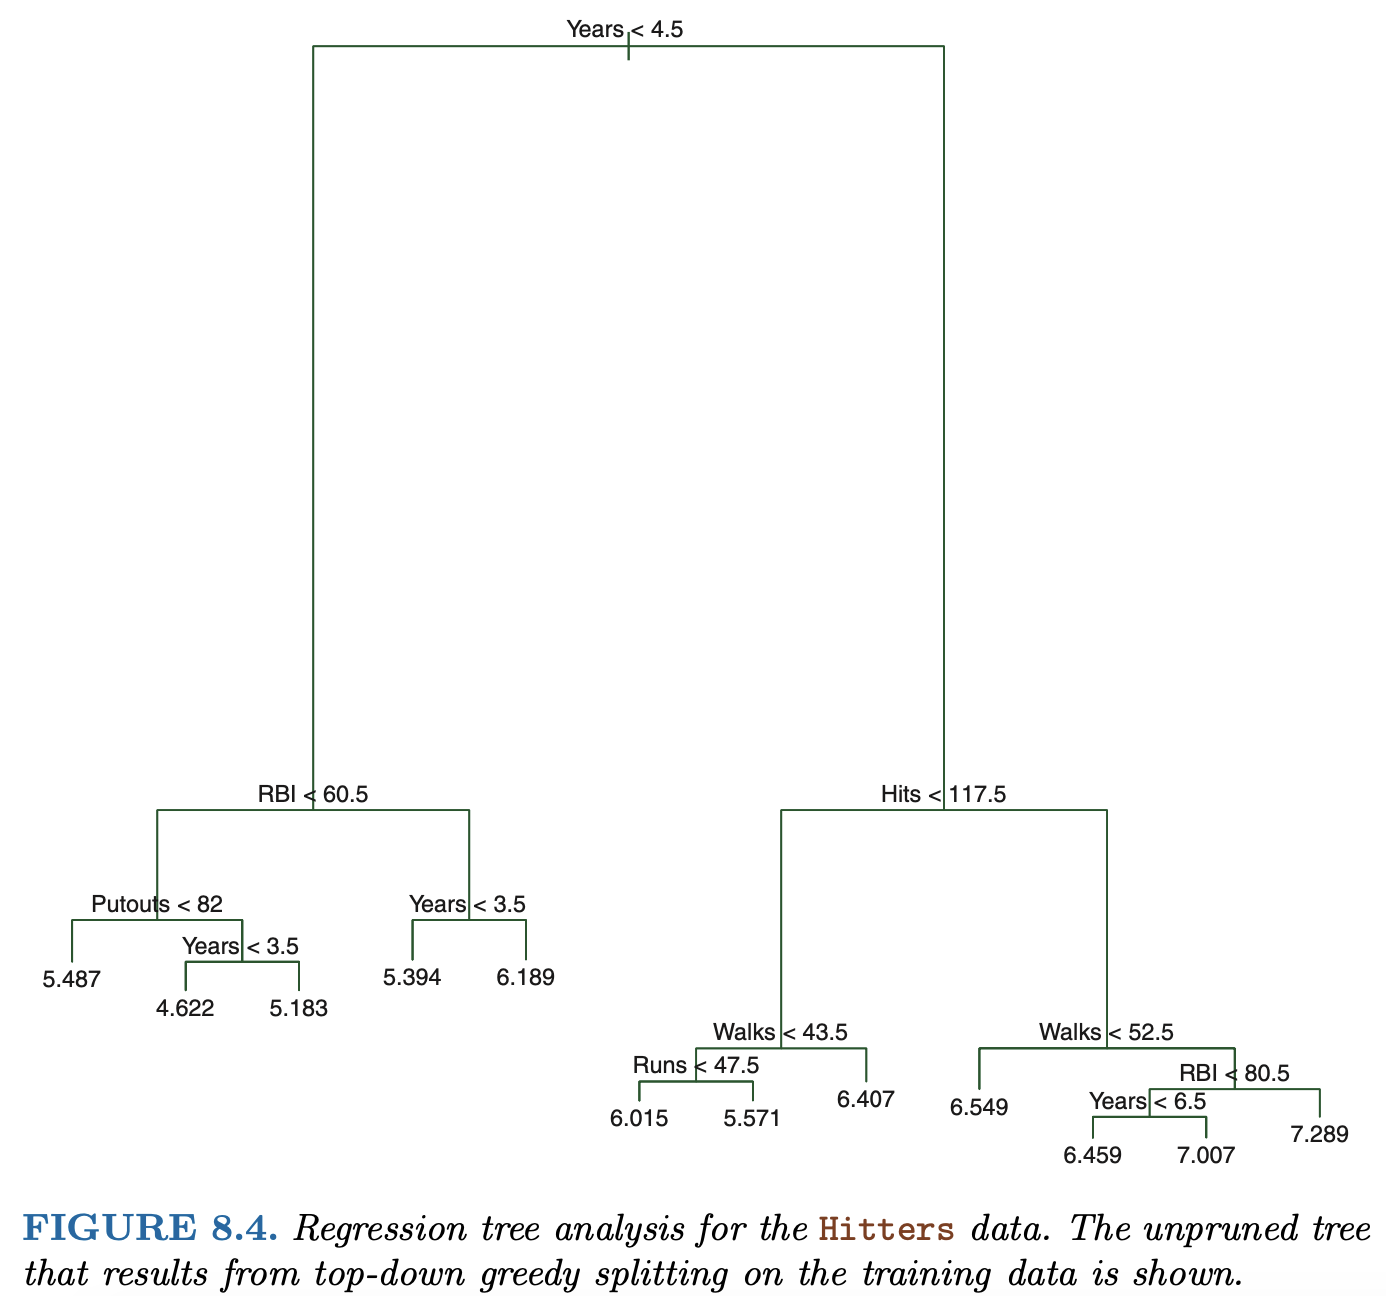 Years < 4.5
RBI < 60.5
Hits < 117.5
Putouts < 82
Years < 3.5
Years < 3.5
5.487
4.622
5.183
5.394
6.189
Walks < 43.5
Walks < 52.5
Runs < 47.5
RBI < 80.5
Years < 6.5
6.015
5.571
6.407
6.549
6.459
7.007
7.289
FIGURE 8.4. Regression tree analysis for the Hitters data. The unpruned tree
that results from top-down greedy splitting on the training data is shown.